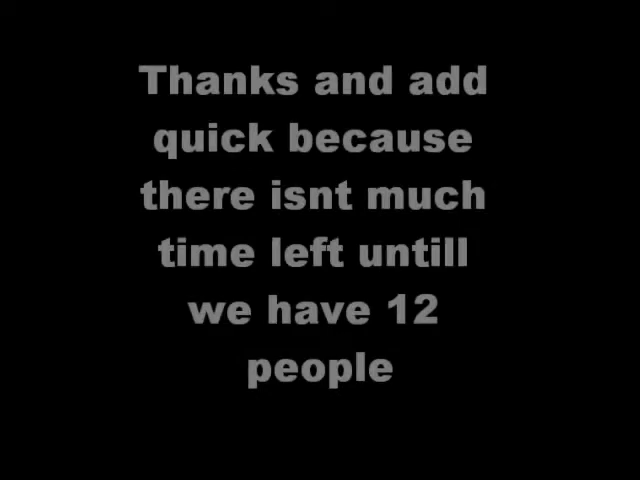 Thanks and add
quick because
there isnt much
time left untill
we have 12
people